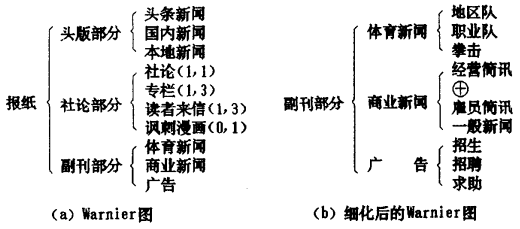 报纸
头版部分
头条新闻
国内新闻
本地新闻
社论部分
社论(1,1)
专栏(1,3)
读者来信(1,3)
讽刺漫画(0,1)
副刊部分
体育新闻
商业新闻
广告
(a) Warnier图
副刊部分
体育新闻
地区队
职业队
拳击
商业新闻
经营简讯
⊕
雇员简讯
一般新闻
广 告
招生
招聘
求助
(b) 细化后的Warnier图